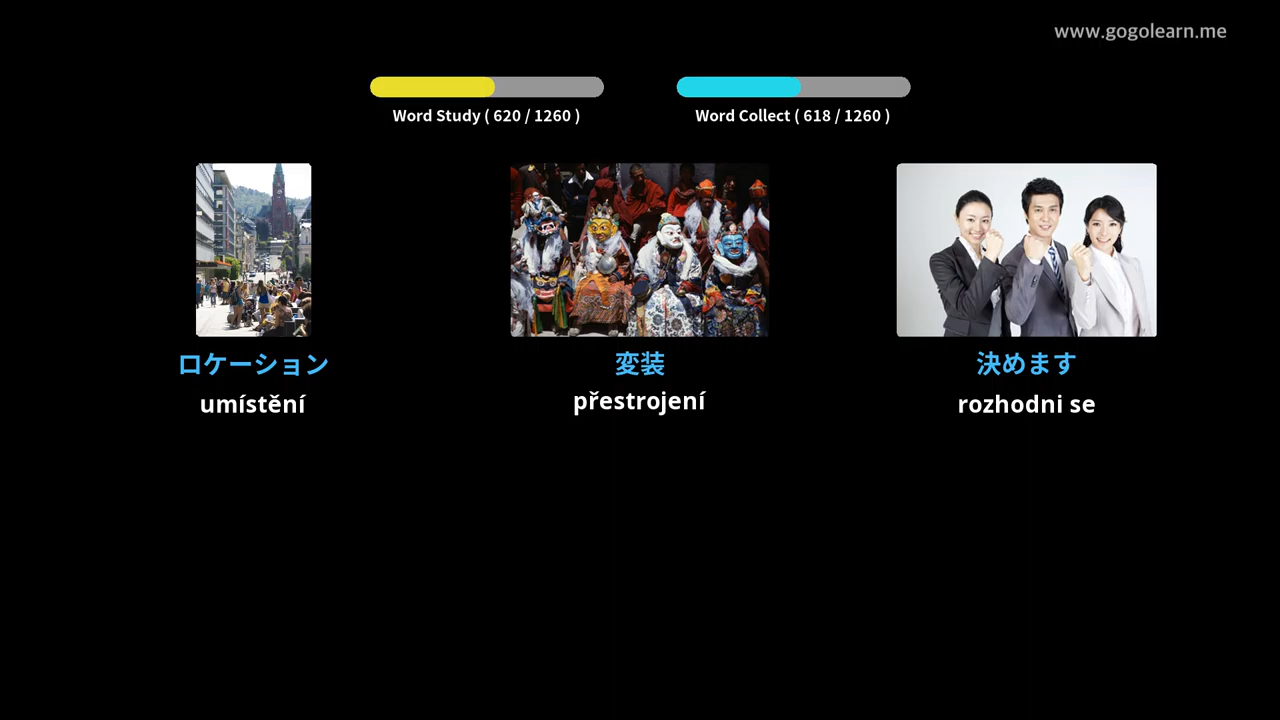 www.gogolearn.me
Word Study ( 620 / 1260 )
Word Collect ( 618 / 1260 )
ロケーション
umístění
変装
přestrojení
決めます
rozhodni se